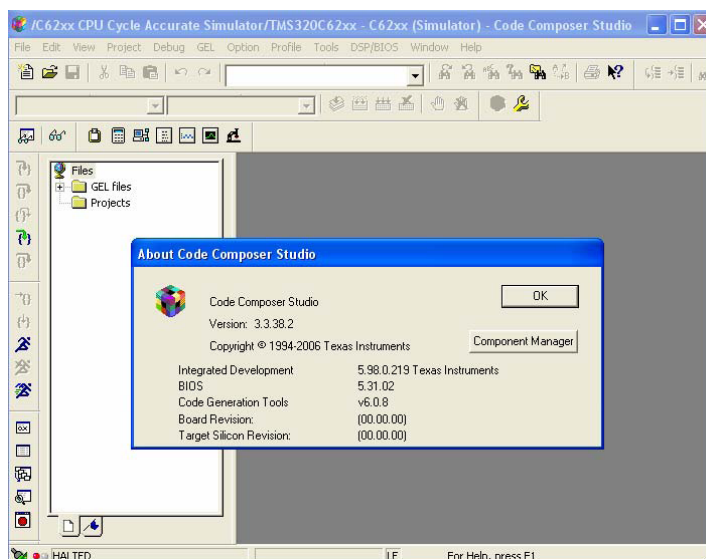 /C62xx CPU Cycle Accurate Simulator/TMS320C62xx - C62xx (Simulator) - Code Composer Studio
File Edit View Project Debug GEL Option Profile Tools DSP/BIOS Window Help
Files
GEL files
Projects
About Code Composer Studio
Code Composer Studio
OK
Version: 3.3.38.2
Copyright © 1994-2006 Texas Instruments
Component Manager
Integrated Development 5.98.0.219 Texas Instruments
BIOS 5.31.02
Code Generation Tools v6.0.8
Board Revision: (00.00.00)
Target Silicon Revision: (00.00.00)
HALTED For Help, press F1